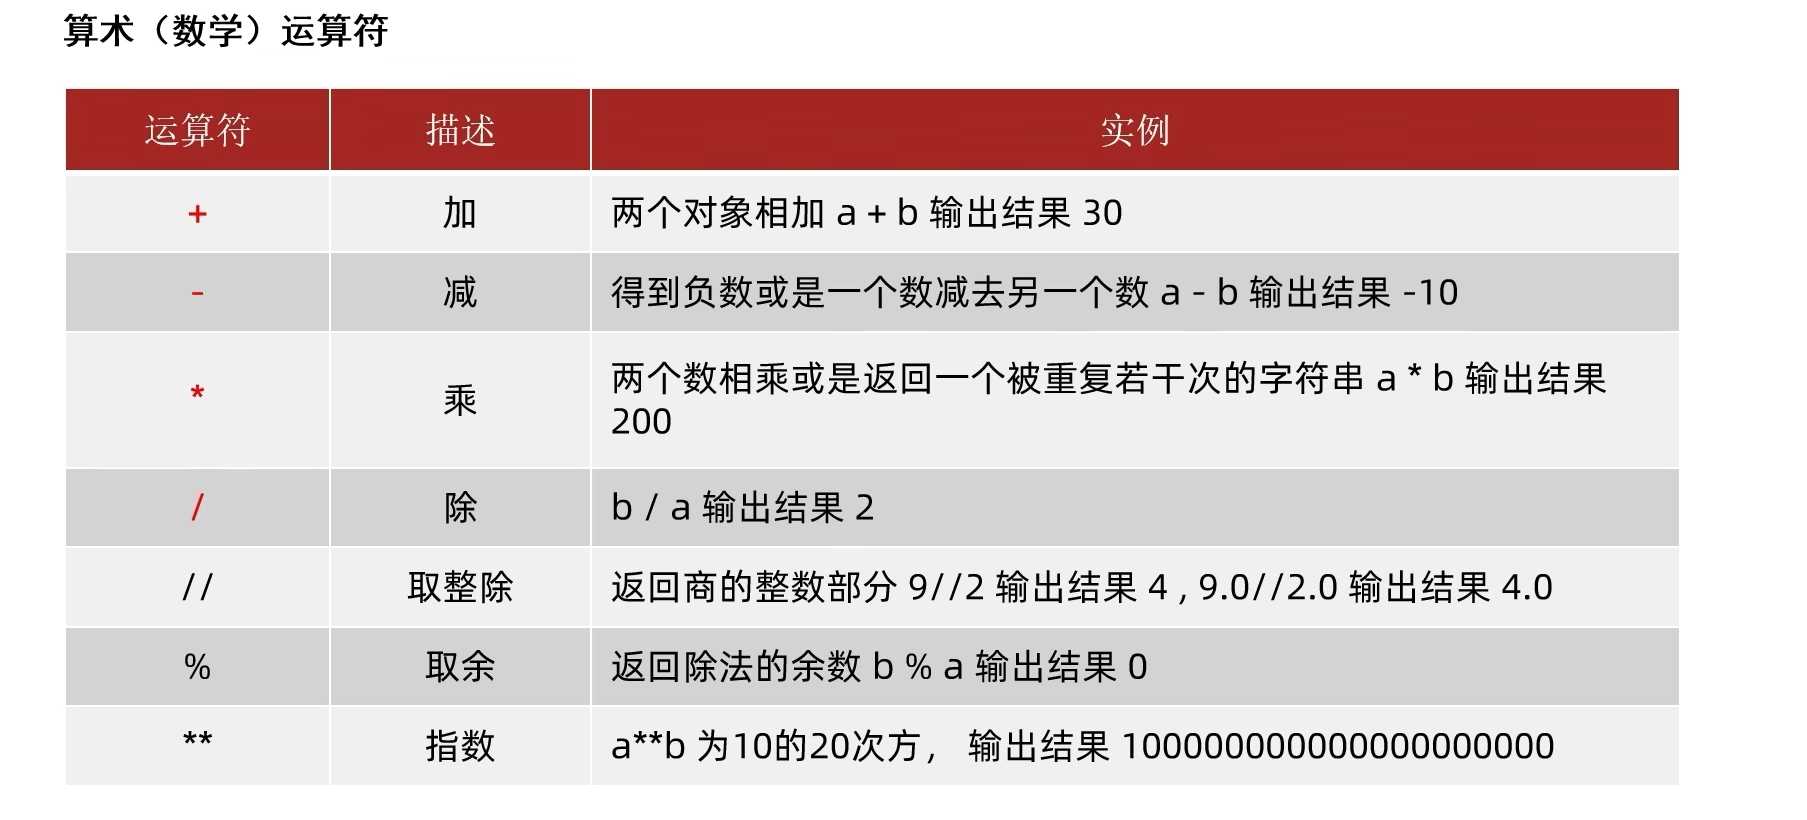 算术（数学）运算符
运算符 描述 实例
+ 加 两个对象相加 a + b 输出结果 30
- 减 得到负数或是一个数减去另一个数 a - b 输出结果 -10
* 乘 两个数相乘或是返回一个被重复若干次的字符串 a * b 输出结果
200
/ 除 b / a 输出结果 2
// 取整除 返回商的整数部分 9//2 输出结果 4 , 9.0//2.0 输出结果 4.0
% 取余 返回除法的余数 b % a 输出结果 0
** 指数 a**b 为10的20次方， 输出结果 100000000000000000000